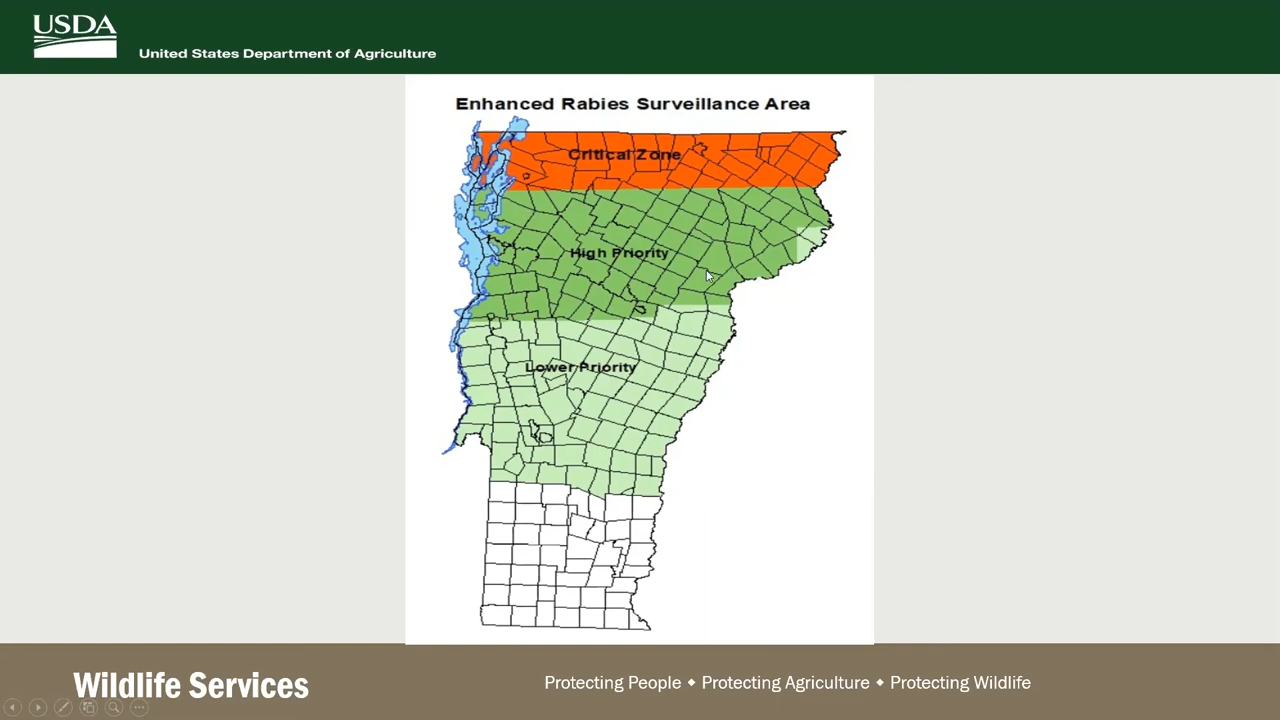 USDA
United States Department of Agriculture
Enhanced Rabies Surveillance Area
Critical Zone
High Priority
Lower Priority
Wildlife Services
Protecting People ◆ Protecting Agriculture ◆ Protecting Wildlife